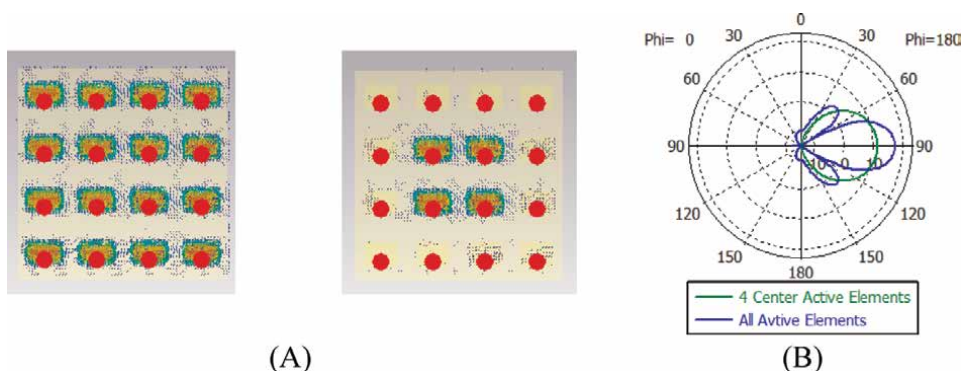 0
30 30
Phi= 0 Phi=180
60 60
90 -10 0 10 90
120 120
150 150
180
4 Center Active Elements
All Avtive Elements
(A) (B)